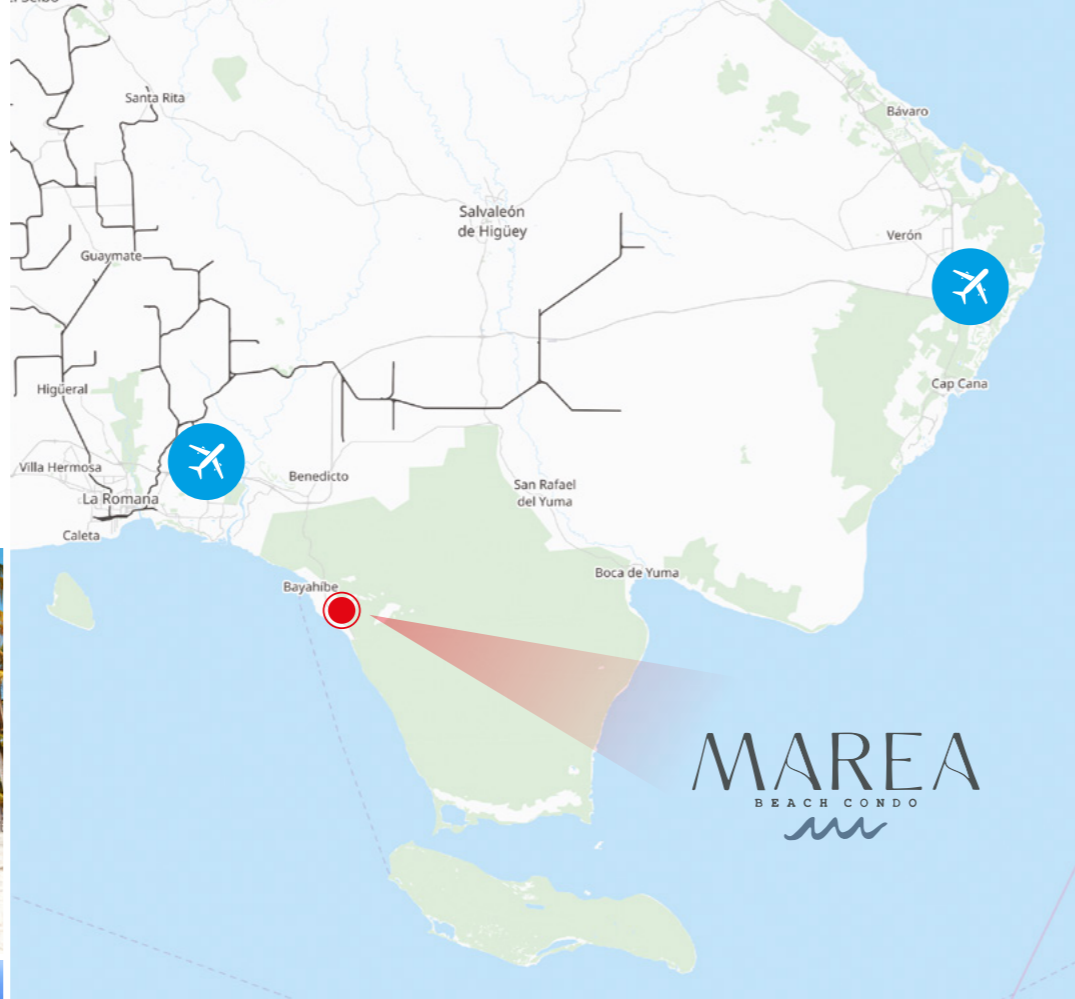 Santa Rita
Bávaro
Salvaleón
de Higüey
Verón
Guaymate
Cap Cana
Higüeral
Villa Hermosa
Benedicto
San Rafael
del Yuma
La Romana
Caleta
Boca de Yuma
Bayahíbe
MAREA
BEACH CONDO